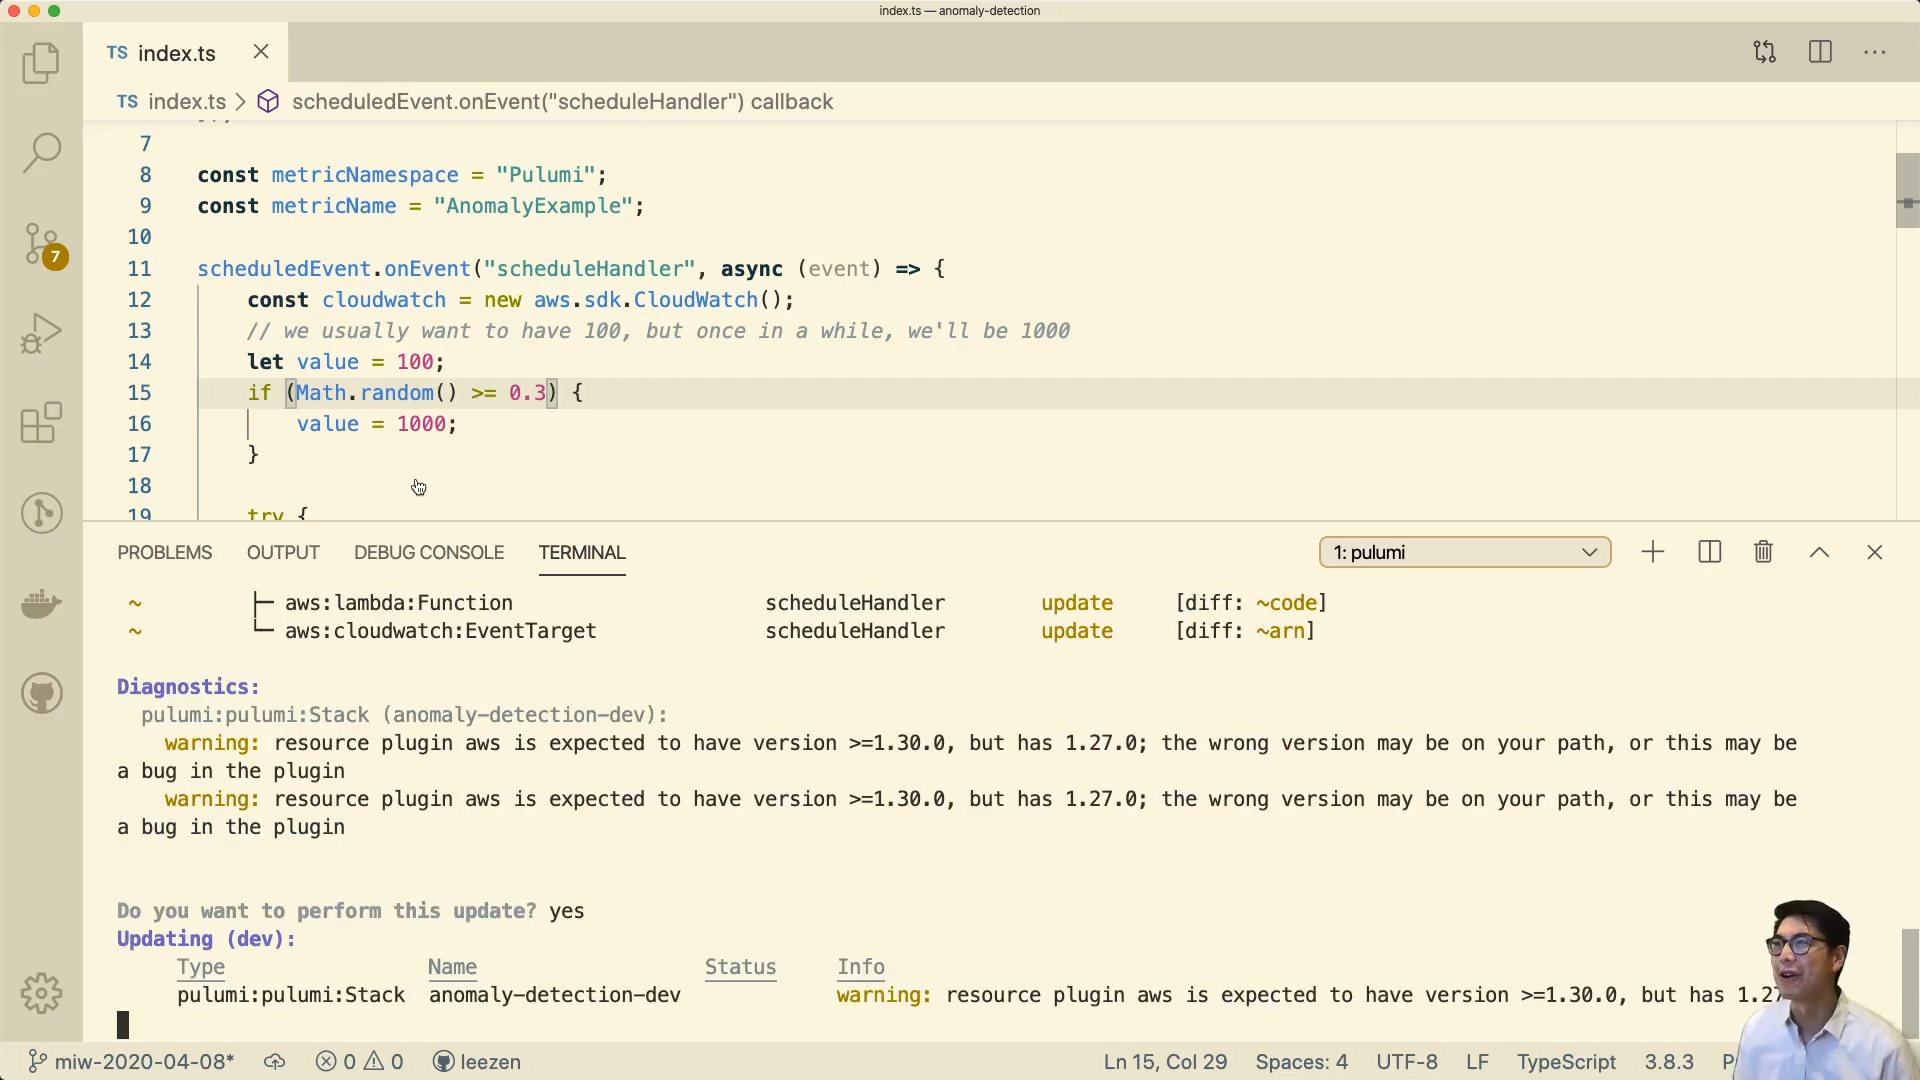 index.ts — anomaly-detection
TS index.ts
TS index.ts > scheduledEvent.onEvent("scheduleHandler") callback
7
8 const metricNamespace = "Pulumi";
9 const metricName = "AnomalyExample";
10
11 scheduledEvent.onEvent("scheduleHandler", async (event) => {
12 const cloudwatch = new aws.sdk.CloudWatch();
13 // we usually want to have 100, but once in a while, we'll be 1000
14 let value = 100;
15 if (Math.random() >= 0.3) {
16 value = 1000;
17 }
18
19 try {
7
PROBLEMS OUTPUT DEBUG CONSOLE TERMINAL 1: pulumi
~ ├─ aws:lambda:Function scheduleHandler update [diff: ~code]
~ └─ aws:cloudwatch:EventTarget scheduleHandler update [diff: ~arn]
Diagnostics:
pulumi:pulumi:Stack (anomaly-detection-dev):
warning: resource plugin aws is expected to have version >=1.30.0, but has 1.27.0; the wrong version may be on your path, or this may be
a bug in the plugin
warning: resource plugin aws is expected to have version >=1.30.0, but has 1.27.0; the wrong version may be on your path, or this may be
a bug in the plugin
Do you want to perform this update? yes
Updating (dev):
Type Name Status Info
pulumi:pulumi:Stack anomaly-detection-dev warning: resource plugin aws is expected to have version >=1.30.0, but has
miw-2020-04-08* 0 0 leezen Ln 15, Col 29 Spaces: 4 UTF-8 LF TypeScript 3.8.3